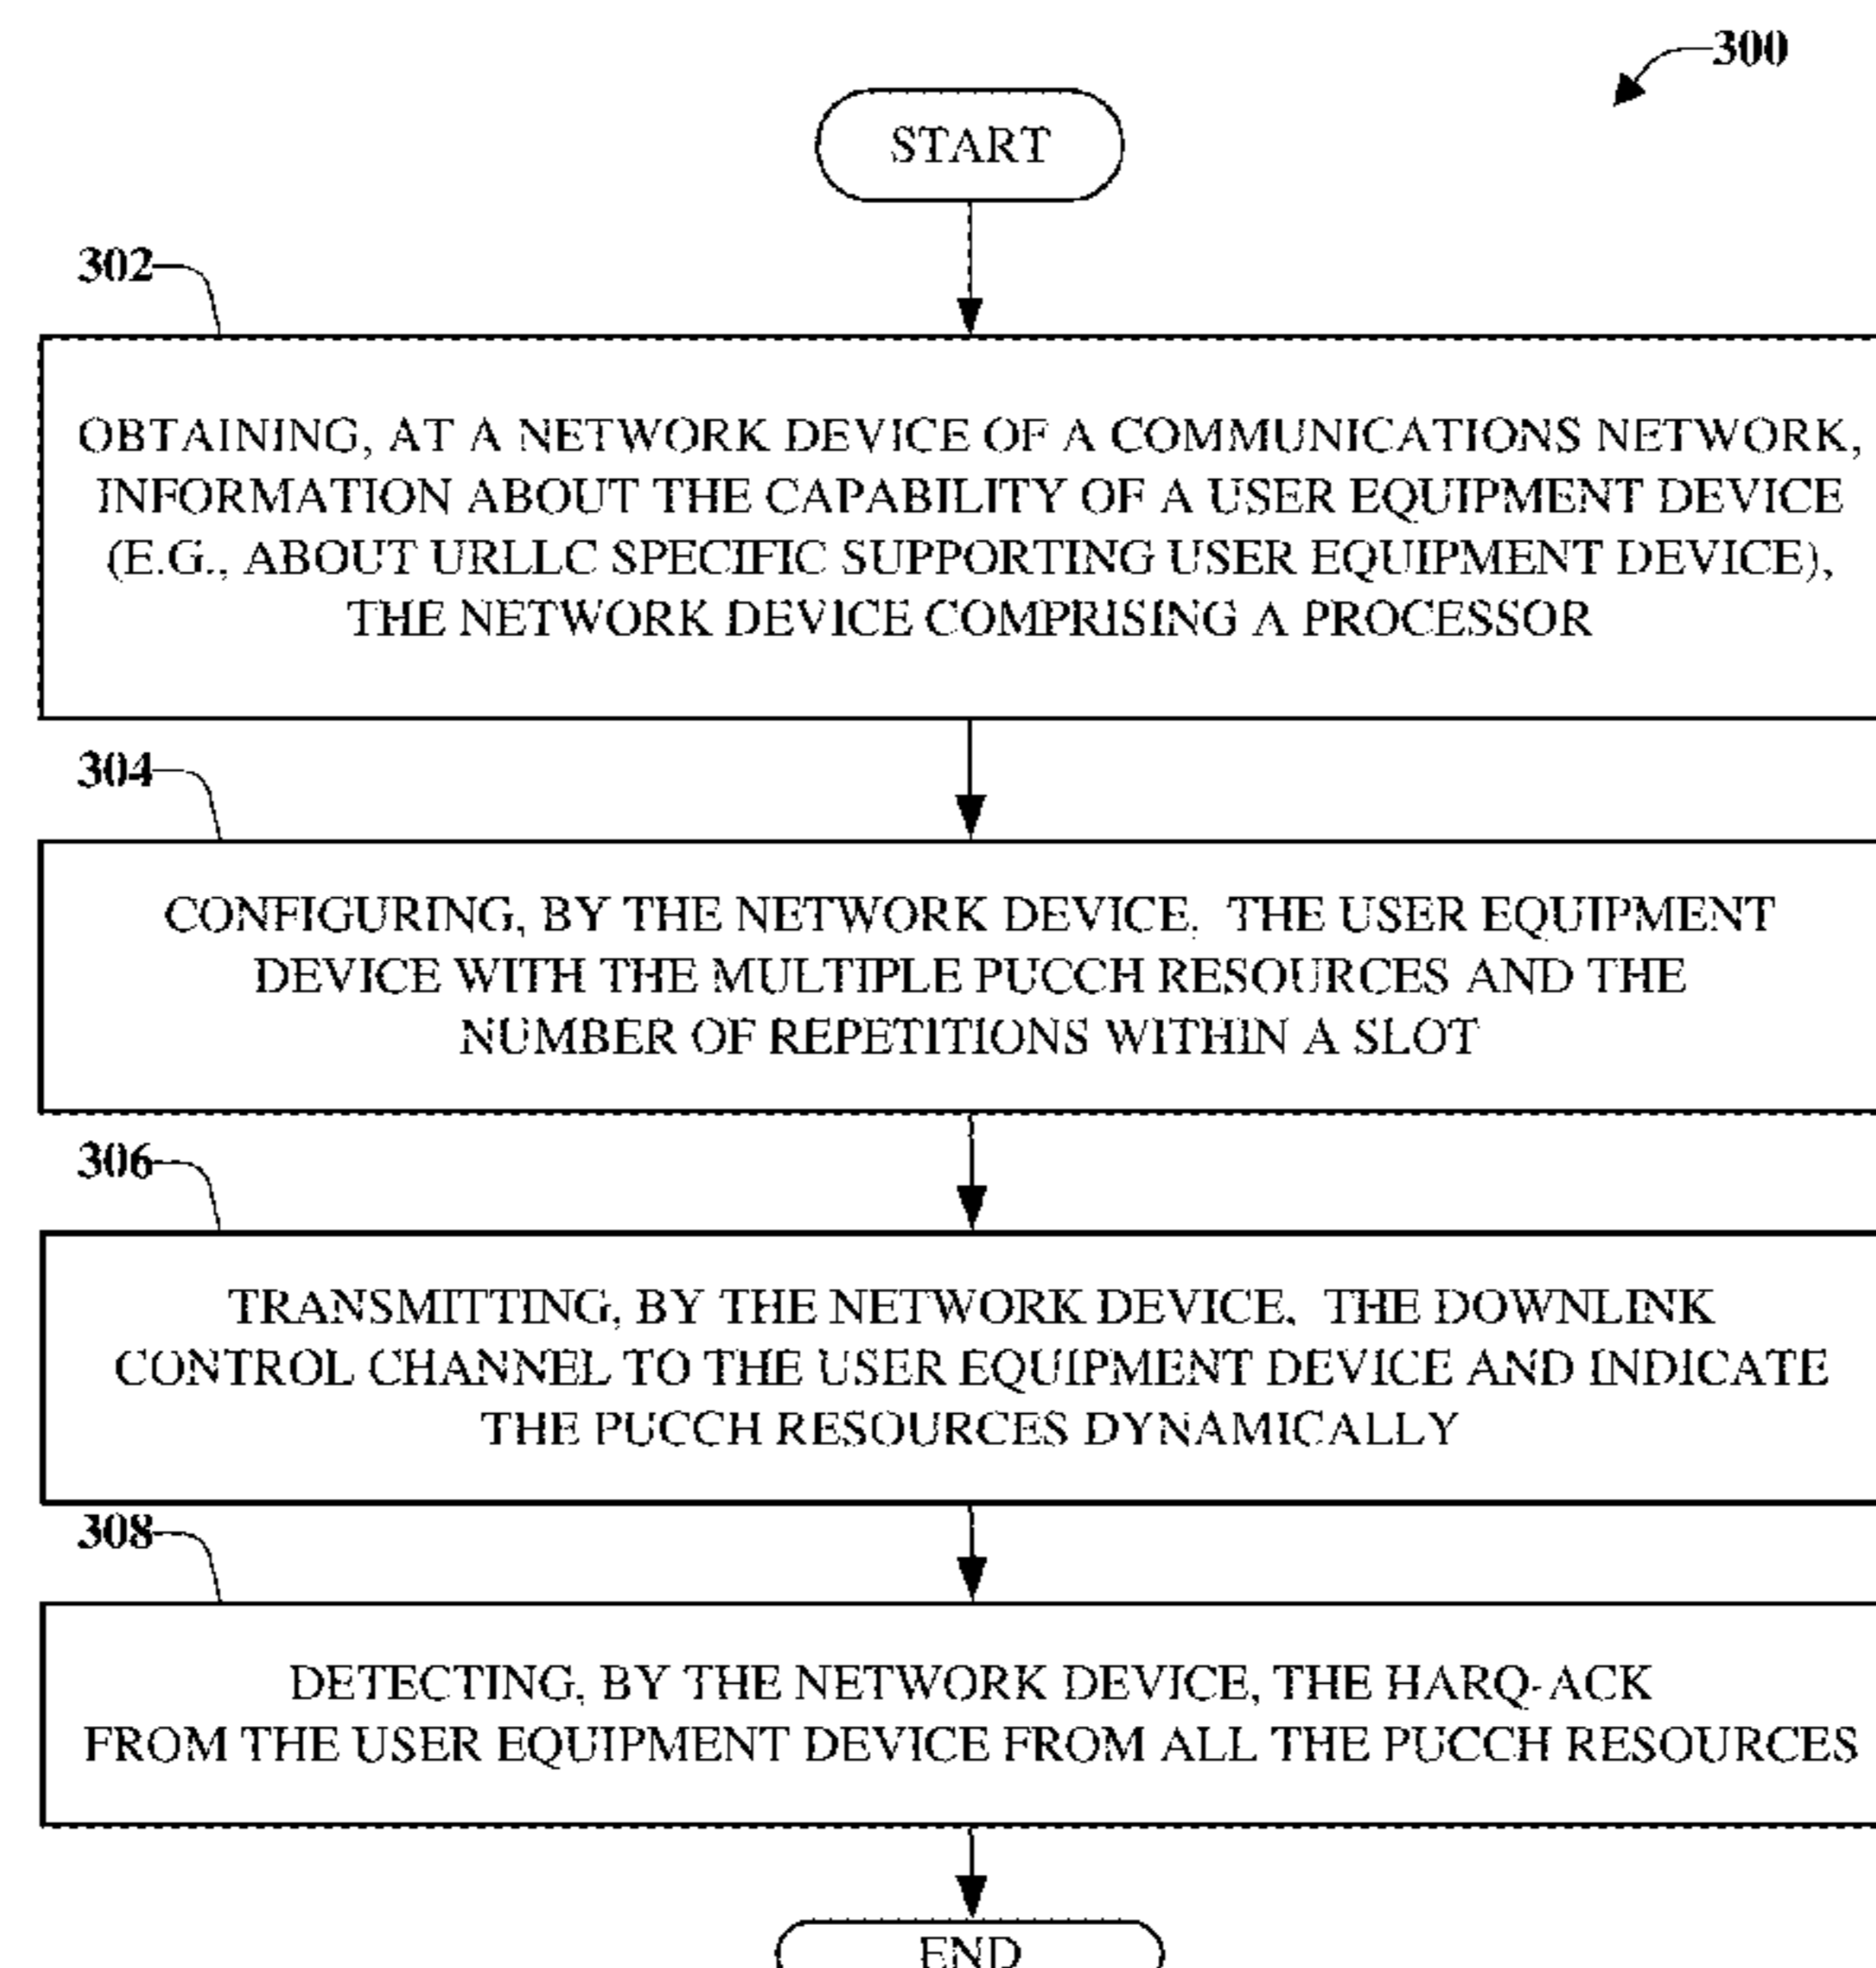 300
START
302
OBTAINING, AT A NETWORK DEVICE OF A COMMUNICATIONS NETWORK,
INFORMATION ABOUT THE CAPABILITY OF A USER EQUIPMENT DEVICE
(E.G., ABOUT URLLC SPECIFIC SUPPORTING USER EQUIPMENT DEVICE),
THE NETWORK DEVICE COMPRISING A PROCESSOR
304
CONFIGURING, BY THE NETWORK DEVICE, THE USER EQUIPMENT
DEVICE WITH THE MULTIPLE PUCCH RESOURCES AND THE
NUMBER OF REPETITIONS WITHIN A SLOT
306
TRANSMITTING, BY THE NETWORK DEVICE, THE DOWNLINK
CONTROL CHANNEL TO THE USER EQUIPMENT DEVICE AND INDICATE
THE PUCCH RESOURCES DYNAMICALLY
308
DETECTING, BY THE NETWORK DEVICE, THE HARQ-ACK
FROM THE USER EQUIPMENT DEVICE FROM ALL THE PUCCH RESOURCES
END